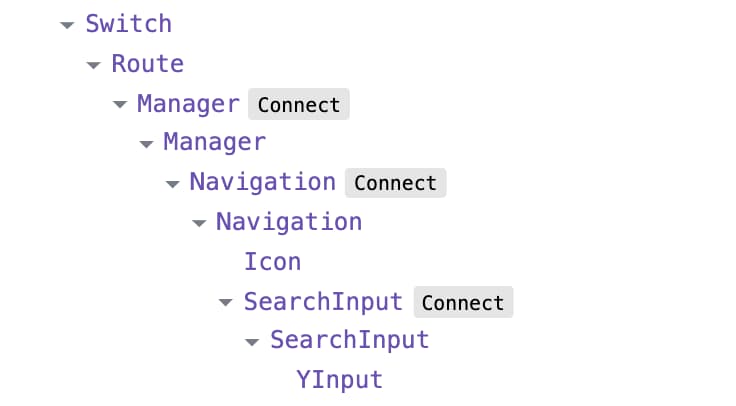 Switch
Route
Manager Connect
Manager
Navigation Connect
Navigation
Icon
SearchInput Connect
SearchInput
YInput